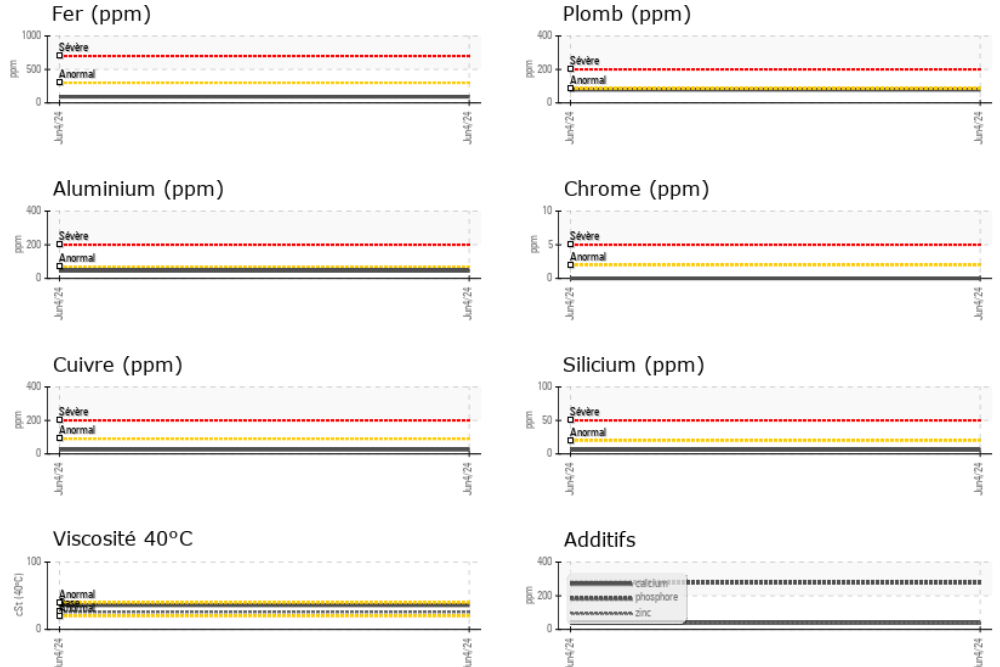 Fer (ppm)
1000
500
0
ppm
Sévère
Anormal
Jun4/24
Jun4/24
Plomb (ppm)
400
200
0
ppm
Sévère
Anormal
Jun4/24
Jun4/24
Aluminium (ppm)
400
200
0
ppm
Sévère
Anormal
Jun4/24
Jun4/24
Chrome (ppm)
10
5
0
ppm
Sévère
Anormal
Jun4/24
Jun4/24
Cuivre (ppm)
400
200
0
ppm
Sévère
Anormal
Jun4/24
Jun4/24
Silicium (ppm)
100
50
0
ppm
Sévère
Anormal
Jun4/24
Jun4/24
Viscosité 40°C
100
0
cSt (40°C)
Anormal
Base
Anormal
Jun4/24
Jun4/24
Additifs
400
200
0
ppm
calcium
phosphore
zinc
Jun4/24
Jun4/24